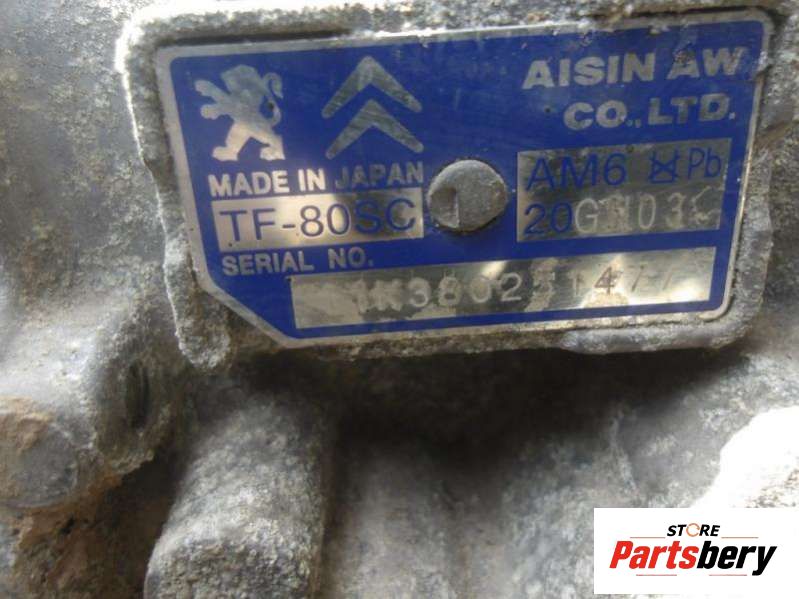 AISIN AW
CO.,LTD.
MADE IN JAPAN
AM6 Pb
TF-80SC
SERIAL NO.
STORE
Partsbery